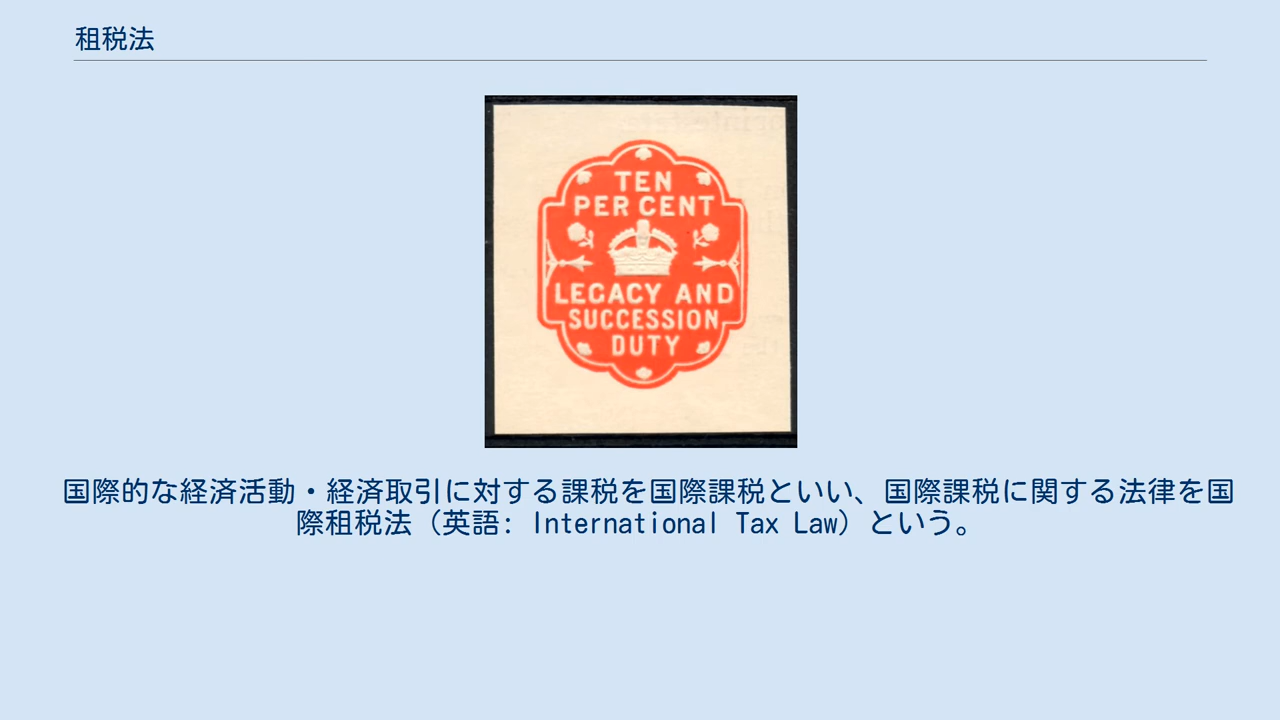 租税法
TEN
PER CENT
LEGACY AND
SUCCESSION
DUTY
国際的な経済活動・経済取引に対する課税を国際課税といい、国際課税に関する法律を国
際租税法（英語: International Tax Law）という。